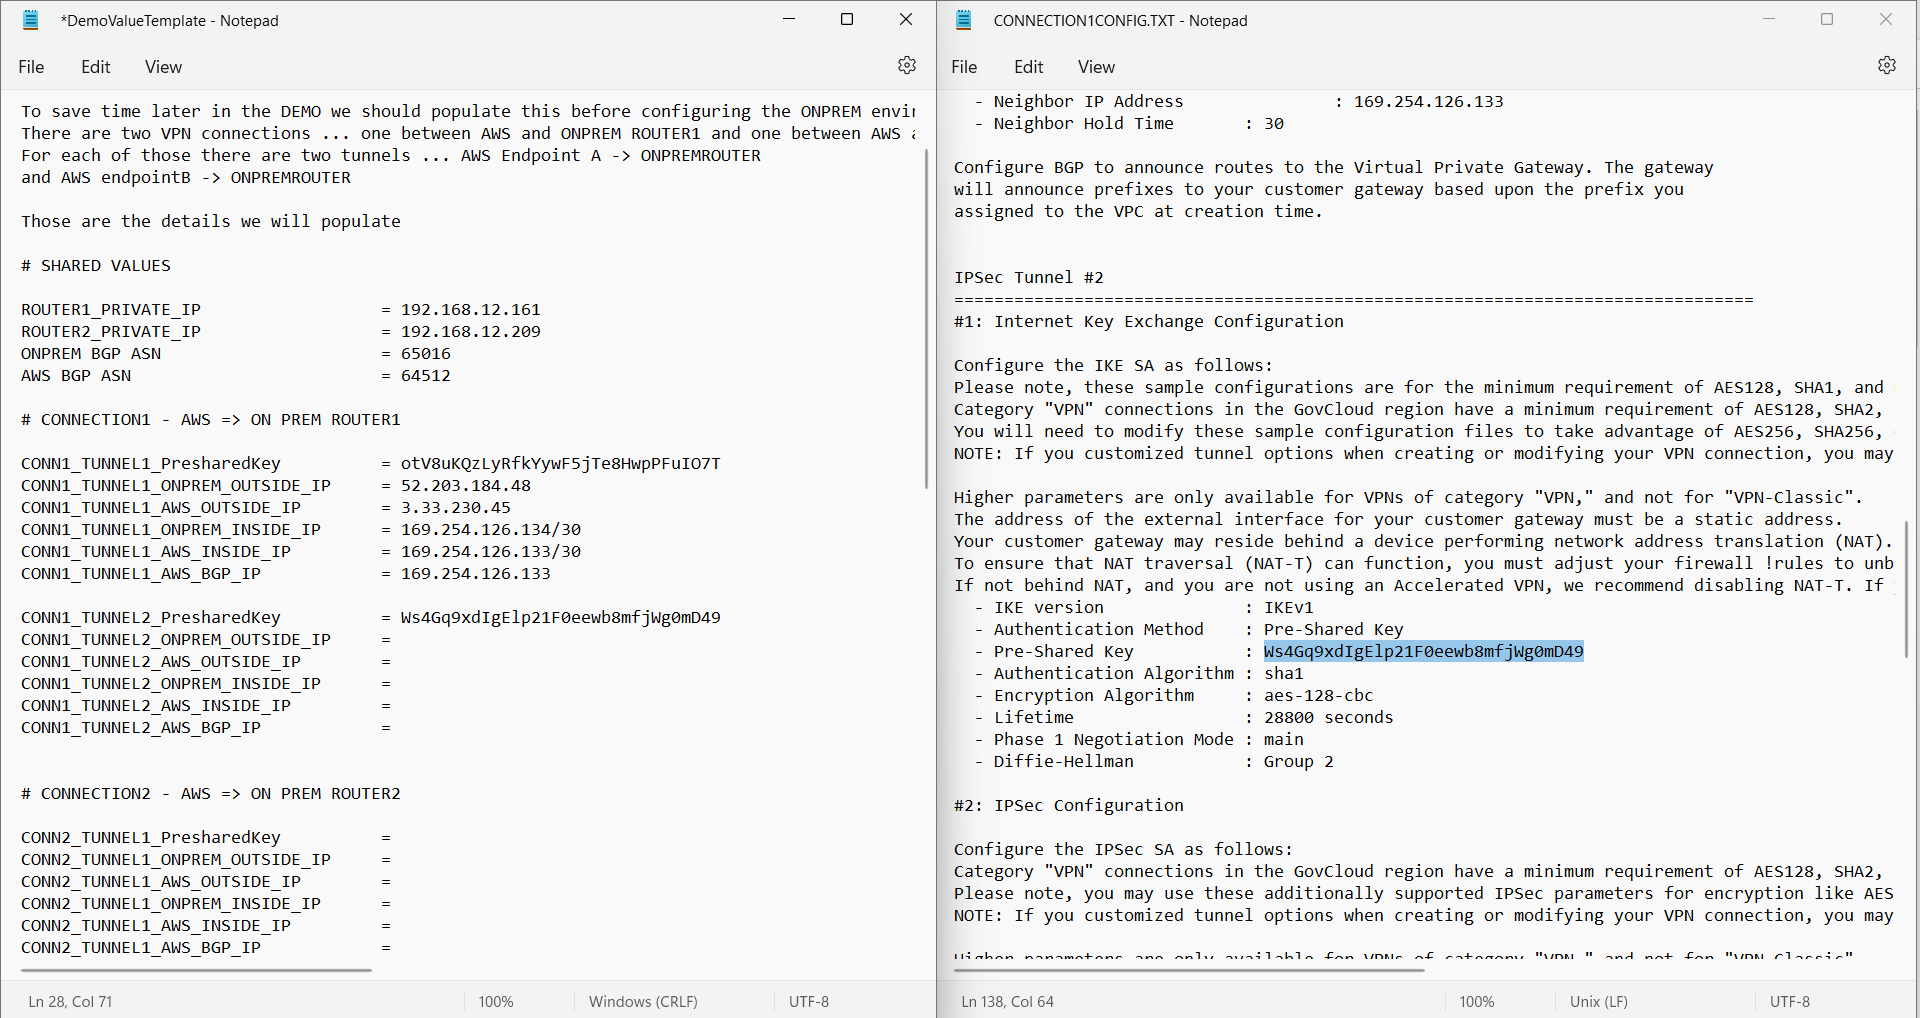 *DemoValueTemplate - Notepad
File Edit View
To save time later in the DEMO we should populate this before configuring the ONPREM
There are two VPN connections ... one between AWS and ONPREM ROUTER1 and one between AWS
For each of those there are two tunnels ... AWS Endpoint A -> ONPREMROUTER
and AWS endpointB -> ONPREMROUTER
Those are the details we will populate
# SHARED VALUES
ROUTER1_PRIVATE_IP = 192.168.12.161
ROUTER2_PRIVATE_IP = 192.168.12.209
ONPREM BGP ASN = 65016
AWS BGP ASN = 64512
# CONNECTION1 - AWS => ON PREM ROUTER1
CONN1_TUNNEL1_PresharedKey = otV8uKQzLyRfkYywF5jTe8HwpPFuIO7T
CONN1_TUNNEL1_ONPREM_OUTSIDE_IP = 52.203.184.48
CONN1_TUNNEL1_AWS_OUTSIDE_IP = 3.33.230.45
CONN1_TUNNEL1_ONPREM_INSIDE_IP = 169.254.126.134/30
CONN1_TUNNEL1_AWS_INSIDE_IP = 169.254.126.133/30
CONN1_TUNNEL1_AWS_BGP_IP = 169.254.126.133
CONN1_TUNNEL2_PresharedKey = Ws4Gq9xdIgElp21F0eewb8mfjWg0mD49
CONN1_TUNNEL2_ONPREM_OUTSIDE_IP =
CONN1_TUNNEL2_AWS_OUTSIDE_IP =
CONN1_TUNNEL2_ONPREM_INSIDE_IP =
CONN1_TUNNEL2_AWS_INSIDE_IP =
CONN1_TUNNEL2_AWS_BGP_IP =
# CONNECTION2 - AWS => ON PREM ROUTER2
CONN2_TUNNEL1_PresharedKey =
CONN2_TUNNEL1_ONPREM_OUTSIDE_IP =
CONN2_TUNNEL1_AWS_OUTSIDE_IP =
CONN2_TUNNEL1_ONPREM_INSIDE_IP =
CONN2_TUNNEL1_AWS_INSIDE_IP =
CONN2_TUNNEL1_AWS_BGP_IP =
Ln 28, Col 71 100% Windows (CRLF) UTF-8
CONNECTION1CONFIG.TXT - Notepad
File Edit View
- Neighbor IP Address : 169.254.126.133
- Neighbor Hold Time : 30
Configure BGP to announce routes to the Virtual Private Gateway. The gateway
will announce prefixes to your customer gateway based upon the prefix you
assigned to the VPC at creation time.
IPSec Tunnel #2
================================================================================
#1: Internet Key Exchange Configuration
Configure the IKE SA as follows:
Please note, these sample configurations are for the minimum requirement of AES128, SHA1, and
Category "VPN" connections in the GovCloud region have a minimum requirement of AES128, SHA2,
You will need to modify these sample configuration files to take advantage of AES256, SHA256,
NOTE: If you customized tunnel options when creating or modifying your VPN connection, you may
Higher parameters are only available for VPNs of category "VPN," and not for "VPN-Classic".
The address of the external interface for your customer gateway must be a static address.
Your customer gateway may reside behind a device performing network address translation (NAT).
To ensure that NAT traversal (NAT-T) can function, you must adjust your firewall !rules to unb
If not behind NAT, and you are not using an Accelerated VPN, we recommend disabling NAT-T. If
- IKE version : IKEv1
- Authentication Method : Pre-Shared Key
- Pre-Shared Key : Ws4Gq9xdIgElp21F0eewb8mfjWg0mD49
- Authentication Algorithm : sha1
- Encryption Algorithm : aes-128-cbc
- Lifetime : 28800 seconds
- Phase 1 Negotiation Mode : main
- Diffie-Hellman : Group 2
#2: IPSec Configuration
Configure the IPSec SA as follows:
Category "VPN" connections in the GovCloud region have a minimum requirement of AES128, SHA2,
Please note, you may use these additionally supported IPSec parameters for encryption like AES
NOTE: If you customized tunnel options when creating or modifying your VPN connection, you may
Higher parameters are only available for VPNs of category "VPN," and not for "VPN-Classic".
Ln 138, Col 64 100% Unix (LF) UTF-8